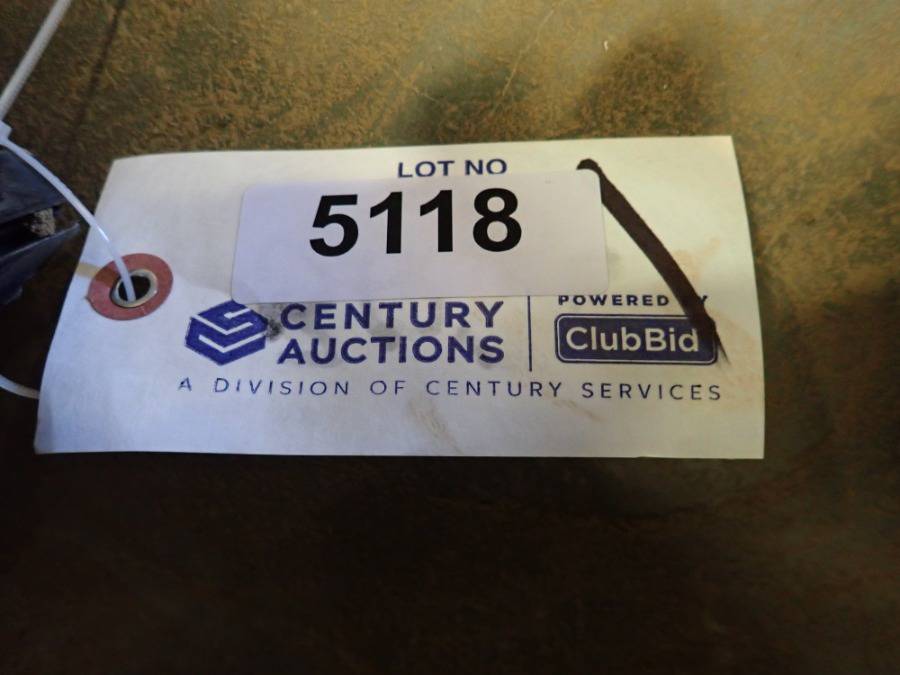 LOT NO
5118
CENTURY
AUCTIONS
POWERED BY
ClubBid
A DIVISION OF CENTURY SERVICES